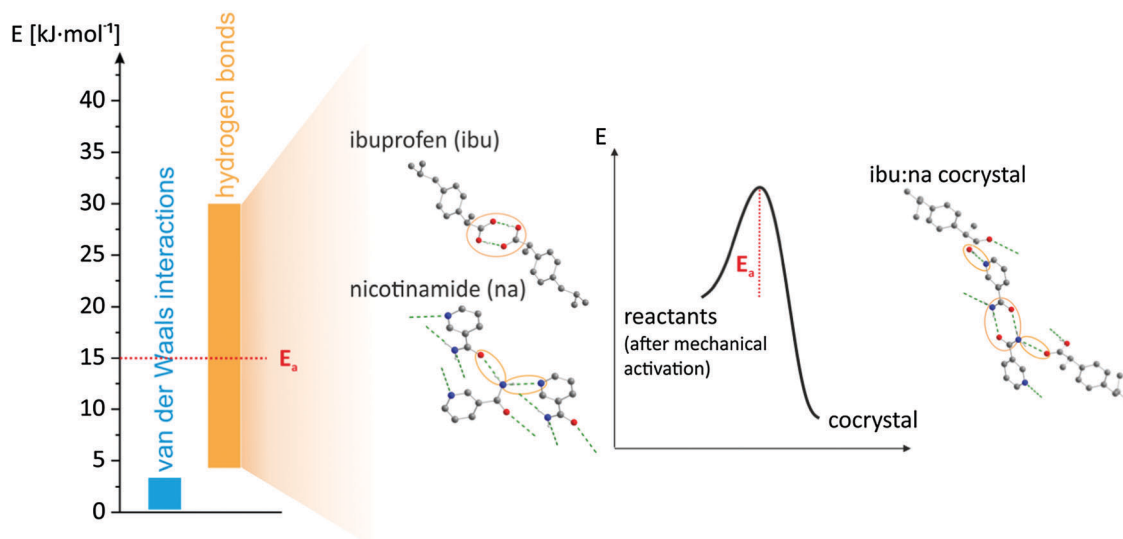 E [kJ·mol⁻¹]
40
35
30
25
20
15
10
5
0
van der Waals interactions
hydrogen bonds
Eₐ
ibuprofen (ibu)
nicotinamide (na)
E
Eₐ
reactants
(after mechanical
activation)
cocrystal
ibu:na cocrystal